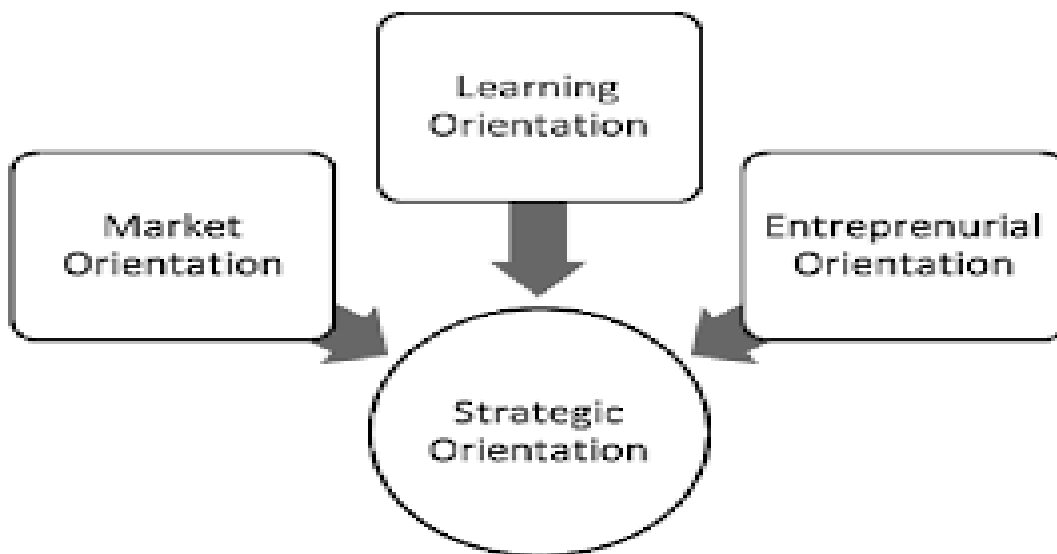 Learning
Orientation
Market
Orientation
Entreprenurial
Orientation
Strategic
Orientation